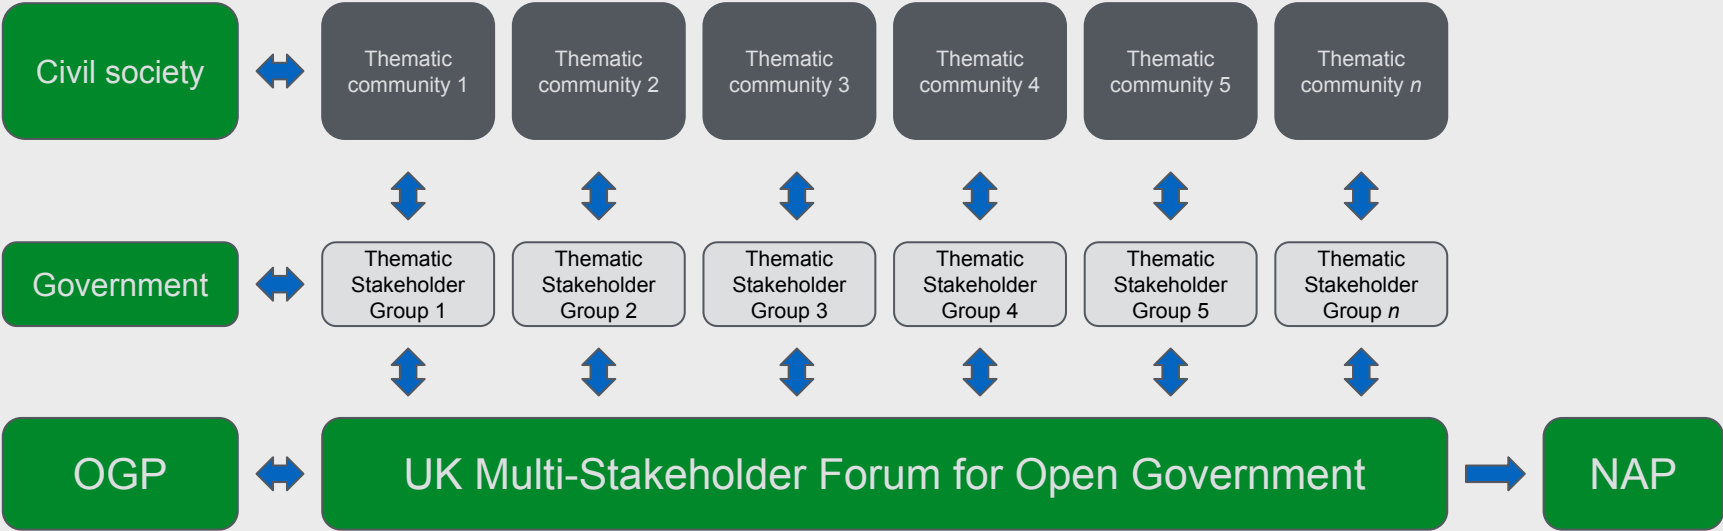 Civil society
Thematic
community 1
Thematic
community 2
Thematic
community 3
Thematic
community 4
Thematic
community 5
Thematic
community n
Government
Thematic
Stakeholder
Group 1
Thematic
Stakeholder
Group 2
Thematic
Stakeholder
Group 3
Thematic
Stakeholder
Group 4
Thematic
Stakeholder
Group 5
Thematic
Stakeholder
Group n
OGP
UK Multi-Stakeholder Forum for Open Government
NAP